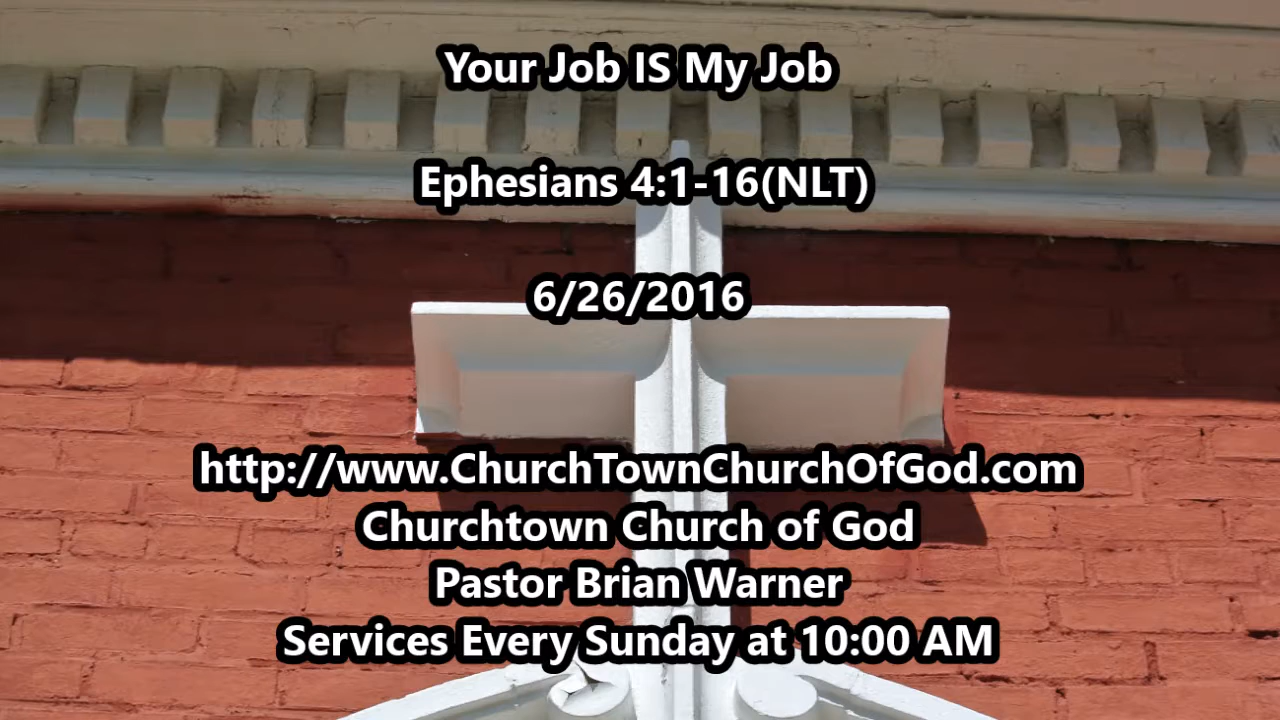 Your Job IS My Job
Ephesians 4:1-16(NLT)
6/26/2016
http://www.ChurchTownChurchOfGod.com
Churchtown Church of God
Pastor Brian Warner
Services Every Sunday at 10:00 AM